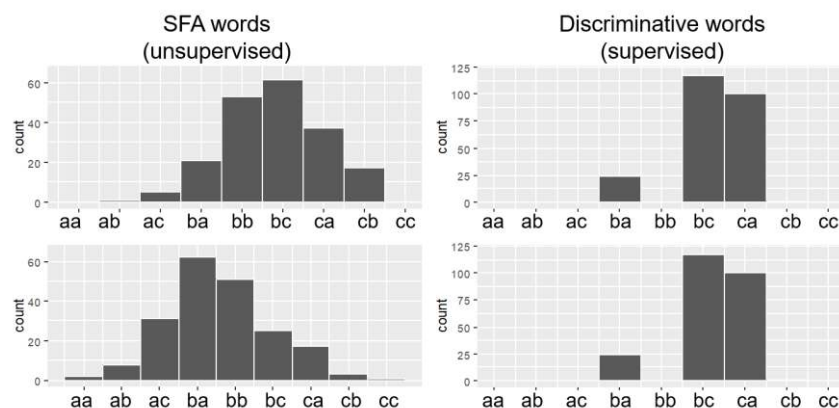 SFA words
(unsupervised)
Discriminative words
(supervised)
count
60
40
20
0
aa ab ac ba bb bc ca cb cc
count
125
100
75
50
25
0
aa ab ac ba bb bc ca cb cc
count
60
40
20
0
aa ab ac ba bb bc ca cb cc
count
125
100
75
50
25
0
aa ab ac ba bb bc ca cb cc